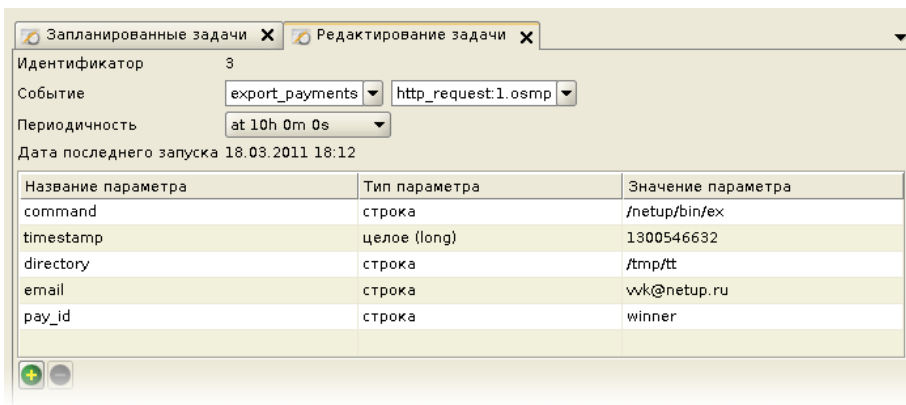 Запланированные задачи Редактирование задачи
Идентификатор 3
Событие export_payments http_request:1.osmp
Периодичность at 10h 0m 0s
Дата последнего запуска 18.03.2011 18:12
Название параметра Тип параметра Значение параметра
command строка /netup/bin/ex
timestamp целое (long) 1300546632
directory строка /tmp/tt
email строка vvk@netup.ru
pay_id строка winner